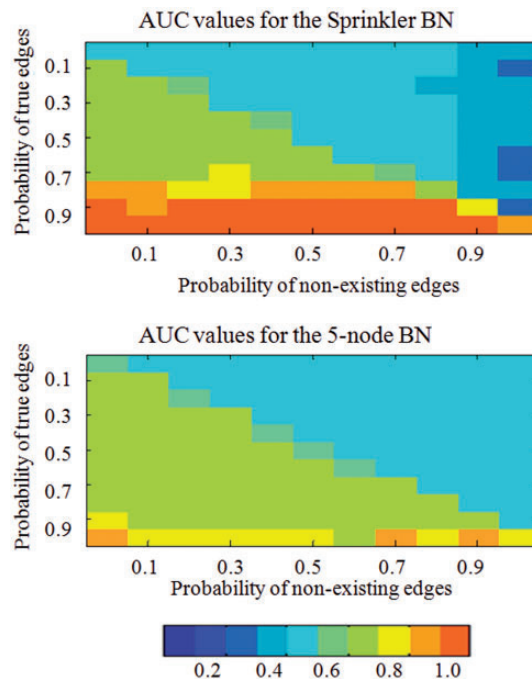 AUC values for the Sprinkler BN
Probability of true edges
0.1
0.3
0.5
0.7
0.9
0.1 0.3 0.5 0.7 0.9
Probability of non-existing edges
AUC values for the 5-node BN
Probability of true edges
0.1
0.3
0.5
0.7
0.9
0.1 0.3 0.5 0.7 0.9
Probability of non-existing edges
0.2 0.4 0.6 0.8 1.0